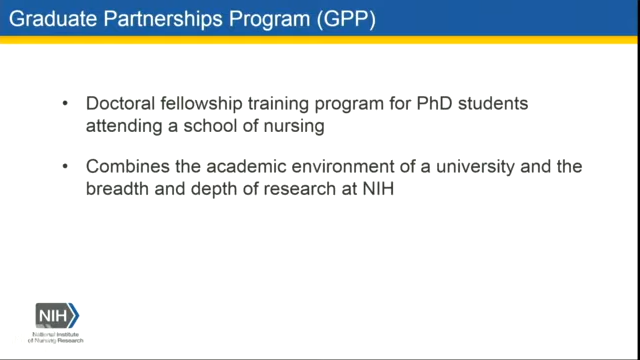 Graduate Partnerships Program (GPP)
• Doctoral fellowship training program for PhD students
attending a school of nursing
• Combines the academic environment of a university and the
breadth and depth of research at NIH
NIH
National Institute
of Nursing Research